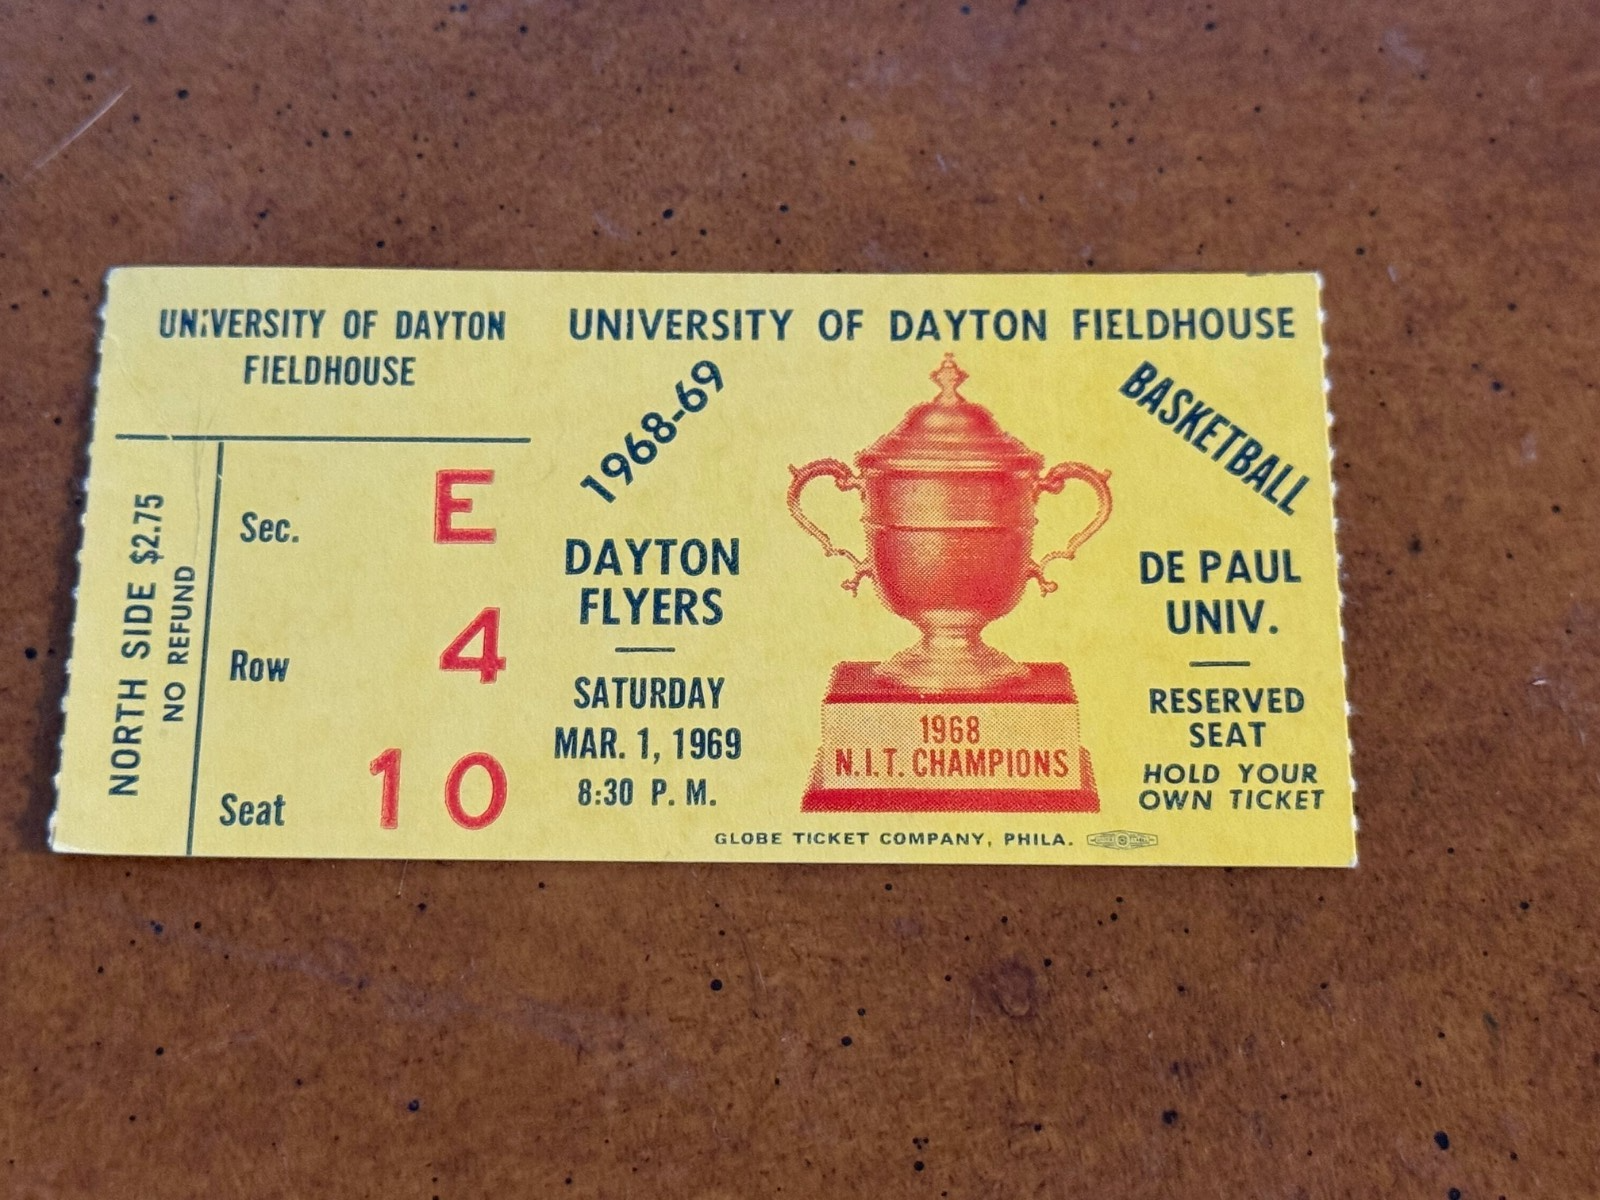 UNIVERSITY OF DAYTON
FIELDHOUSE
NORTH SIDE $2.75
NO REFUND
Sec. E
Row 4
Seat 10
UNIVERSITY OF DAYTON FIELDHOUSE
1968-69
BASKETBALL
DAYTON
FLYERS
SATURDAY
MAR. 1, 1969
8:30 P. M.
1968
N.I.T. CHAMPIONS
DE PAUL
UNIV.
RESERVED
SEAT
HOLD YOUR
OWN TICKET
GLOBE TICKET COMPANY, PHILA.